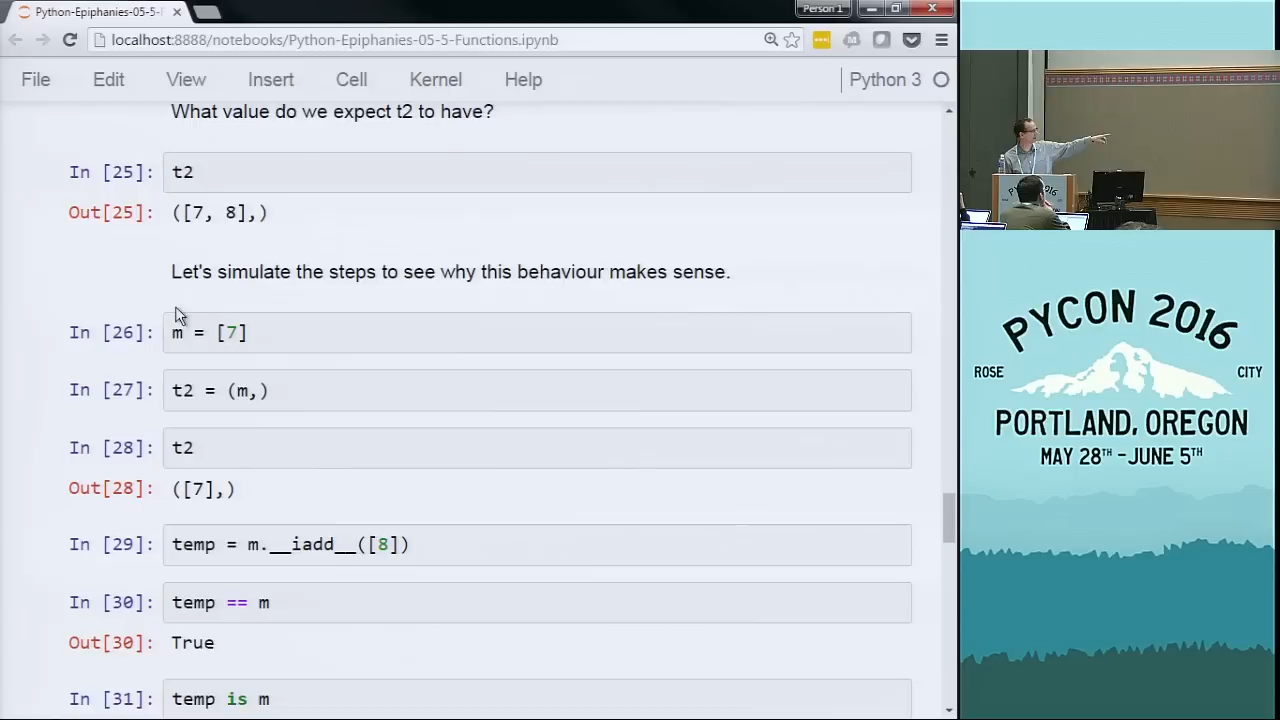 Python-Epiphanies-05-5-
Person 1
localhost:8888/notebooks/Python-Epiphanies-05-5-Functions.ipynb
File Edit View Insert Cell Kernel Help Python 3
What value do we expect t2 to have?
In [25]: t2
Out[25]: ([7, 8],)
Let's simulate the steps to see why this behaviour makes sense.
In [26]: m = [7]
In [27]: t2 = (m,)
In [28]: t2
Out[28]: ([7],)
In [29]: temp = m.__iadd__([8])
In [30]: temp == m
Out[30]: True
In [31]: temp is m
PYCON 2016
PYCON 2016
ROSE CITY
PORTLAND, OREGON
MAY 28TH -JUNE 5TH